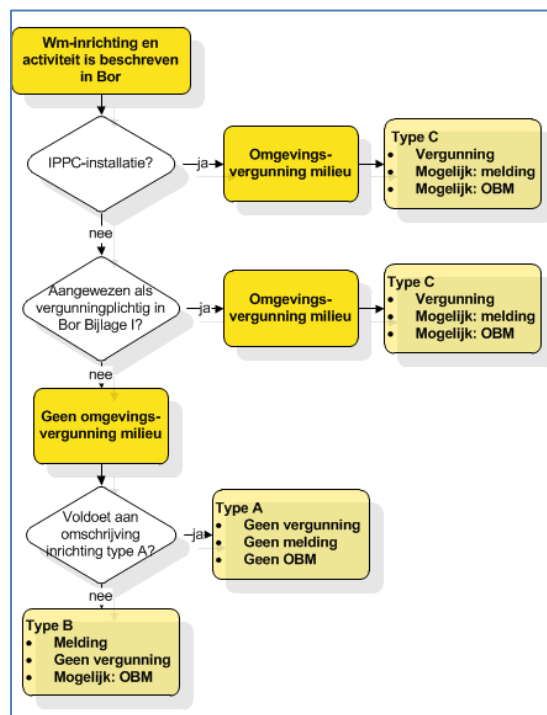 Wm-inrichting en
activiteit is beschreven
in Bor
IPPC-installatie?
ja
Omgevings-
vergunning milieu
Type C
• Vergunning
• Mogelijk: melding
• Mogelijk: OBM
nee
Aangewezen als
vergunningplichtig in
Bor Bijlage I?
ja
Omgevings-
vergunning milieu
Type C
• Vergunning
• Mogelijk: melding
• Mogelijk: OBM
nee
Geen omgevings-
vergunning milieu
Voldoet aan
omschrijving
inrichting type A?
ja
Type A
• Geen vergunning
• Geen melding
• Geen OBM
nee
Type B
• Melding
• Geen vergunning
• Mogelijk: OBM